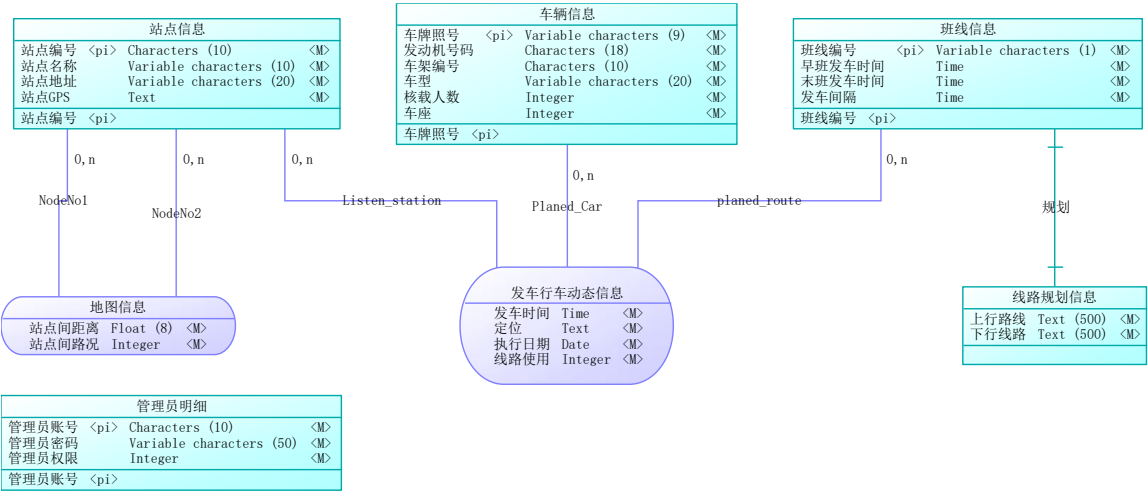 站点信息
站点编号 <pi> Characters (10) <M>
站点名称 Variable characters (10) <M>
站点地址 Variable characters (20) <M>
站点GPS Text <M>
站点编号 <pi>
车辆信息
车牌照号 <pi> Variable characters (9) <M>
发动机号码 Characters (18) <M>
车架编号 Characters (10) <M>
车型 Variable characters (20) <M>
核载人数 Integer <M>
车座 Integer <M>
车牌照号 <pi>
班线信息
班线编号 <pi> Variable characters (1) <M>
早班发车时间 Time <M>
末班发车时间 Time <M>
发车间隔 Time <M>
班线编号 <pi>
0,n
0,n
0,n
0,n
0,n
NodeNo1
NodeNo2
Listen_station
Planed_Car
planed_route
规划
地图信息
站点间距离 Float (8) <M>
站点间路况 Integer <M>
发车行车动态信息
发车时间 Time <M>
定位 Text <M>
执行日期 Date <M>
线路使用 Integer <M>
线路规划信息
上行路线 Text (500) <M>
下行线路 Text (500) <M>
管理员明细
管理员账号 <pi> Characters (10) <M>
管理员密码 Variable characters (50) <M>
管理员权限 Integer <M>
管理员账号 <pi>